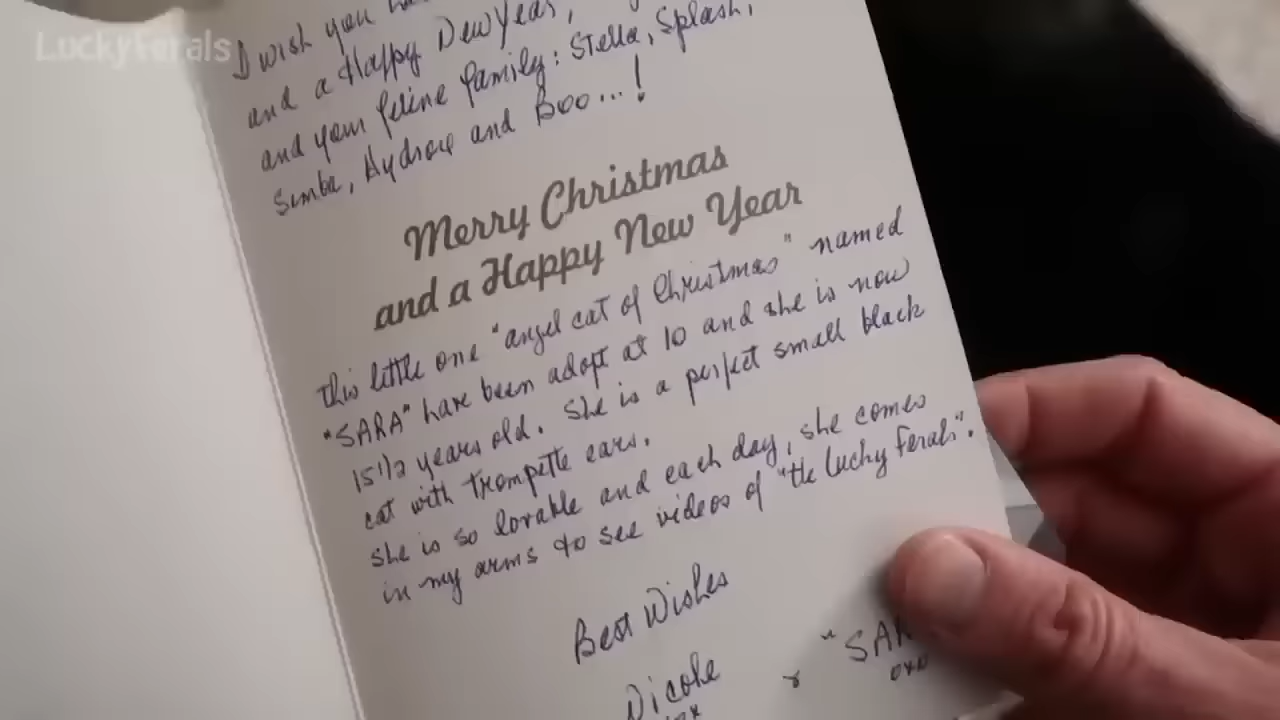 LuckyFerals
I wish you
and a Happy New Year,
and your feline family: Stella, Splash,
Simba, Hydrox and Boo...!
Merry Christmas
and a Happy New Year
This little one "angel cat of Christmas" named
"SARA" have been adopt at 10 and she is now
15 1/2 years old. She is a perfect small black
cat with trompette ears.
She is so lovable and each day, she comes
in my arms to see videos of "the Lucky Ferals".
Best Wishes
Nicole